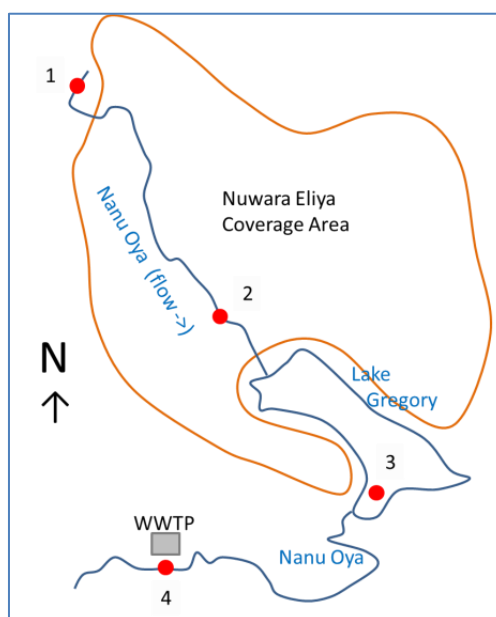 1
Nuwara Eliya
Coverage Area
Nanu Oya (flow ->)
2
N
Lake
Gregory
3
WWTP
Nanu Oya
4